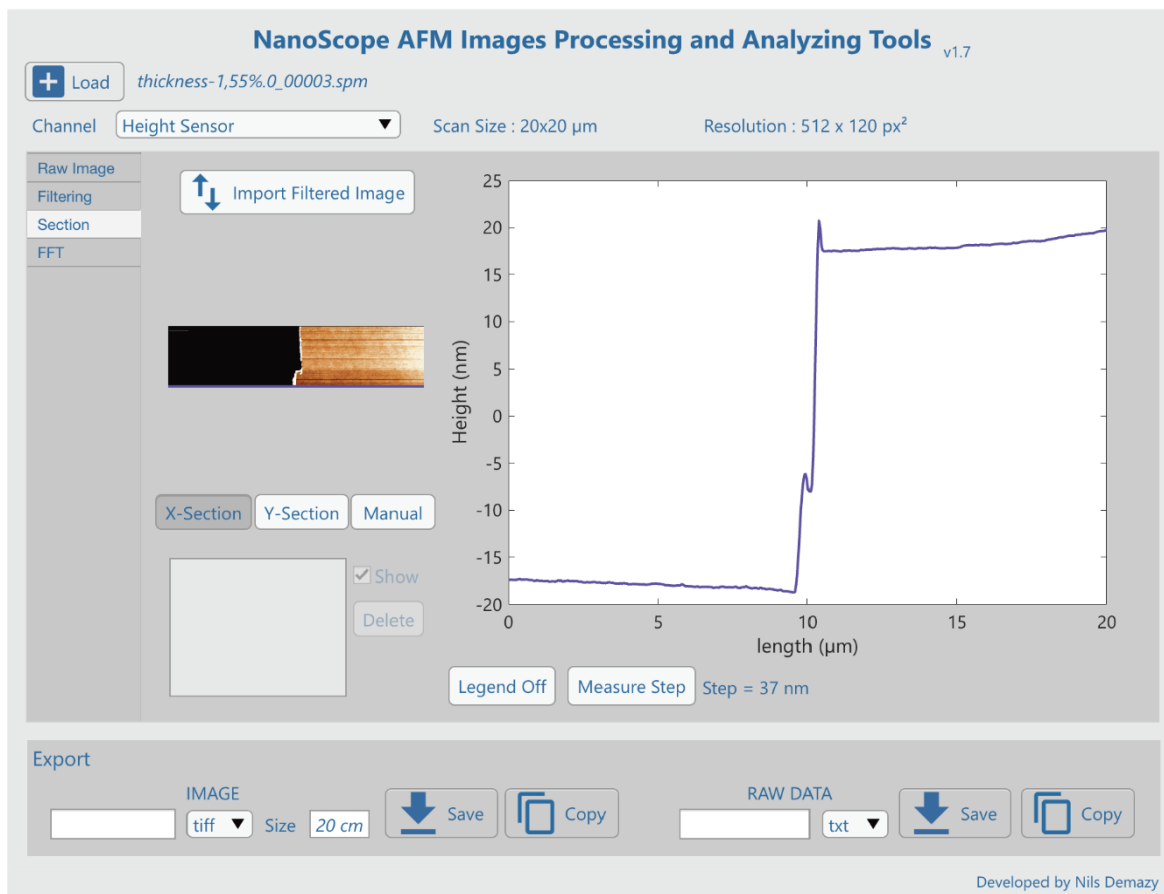 NanoScope AFM Images Processing and Analyzing Tools v1.7
Load thickness-1,55%.0_00003.spm
Channel Height Sensor Scan Size : 20x20 µm Resolution : 512 x 120 px²
Raw Image
Filtering
Section
FFT
Import Filtered Image
X-Section Y-Section Manual
Show
Delete
25
20
15
10
5
0
-5
-10
-15
-20
Height (nm)
0 5 10 15 20
length (µm)
Legend Off Measure Step Step = 37 nm
Export
IMAGE
tiff Size 20 cm Save Copy
RAW DATA
txt Save Copy
Developed by Nils Demazy